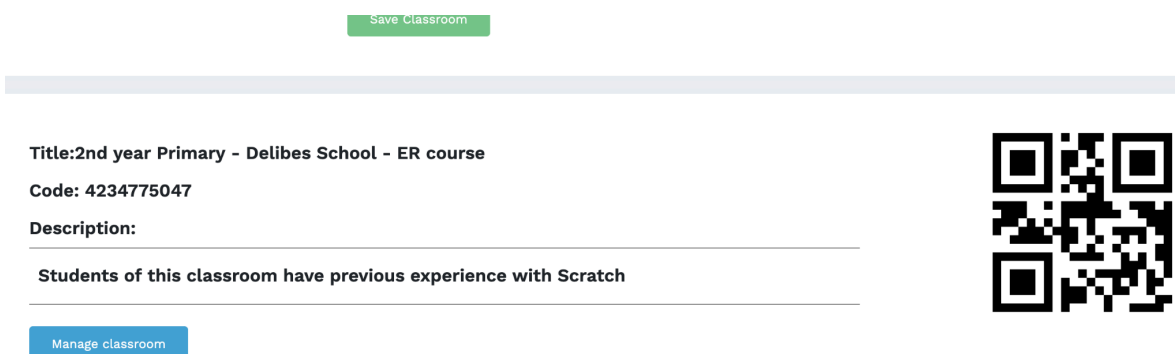 Save Classroom
Title:2nd year Primary - Delibes School - ER course
Code: 4234775047
Description:
Students of this classroom have previous experience with Scratch
Manage classroom